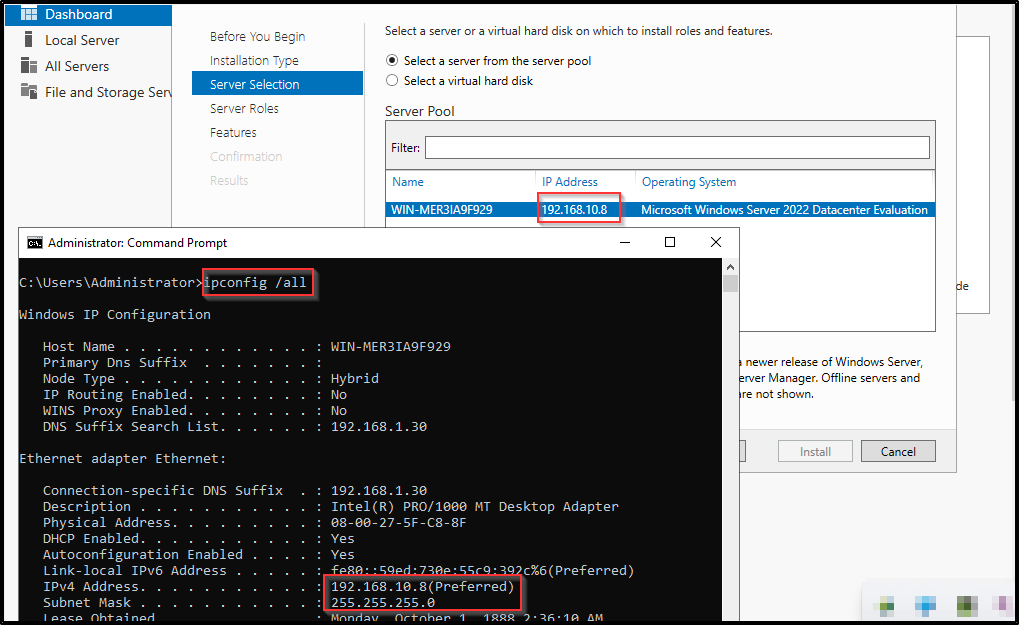 Dashboard
Local Server
All Servers
File and Storage Serv
Before You Begin
Installation Type
Server Selection
Server Roles
Features
Confirmation
Results
Select a server or a virtual hard disk on which to install roles and features.
Select a server from the server pool
Select a virtual hard disk
Server Pool
Filter:
Name IP Address Operating System
WIN-MER3IA9F929 192.168.10.8 Microsoft Windows Server 2022 Datacenter Evaluation
de
a newer release of Windows Server,
erver Manager. Offline servers and
are not shown.
Install Cancel
Administrator: Command Prompt
C:\Users\Administrator>ipconfig /all
Windows IP Configuration
Host Name . . . . . . . . . . . . : WIN-MER3IA9F929
Primary Dns Suffix . . . . . . . :
Node Type . . . . . . . . . . . . : Hybrid
IP Routing Enabled. . . . . . . . : No
WINS Proxy Enabled. . . . . . . . : No
DNS Suffix Search List. . . . . . : 192.168.1.30
Ethernet adapter Ethernet:
Connection-specific DNS Suffix . : 192.168.1.30
Description . . . . . . . . . . . : Intel(R) PRO/1000 MT Desktop Adapter
Physical Address. . . . . . . . . : 08-00-27-5F-C8-8F
DHCP Enabled. . . . . . . . . . . : Yes
Autoconfiguration Enabled . . . . : Yes
Link-local IPv6 Address . . . . . : fe80::59ed:730e:55c9:392c%6(Preferred)
IPv4 Address. . . . . . . . . . . : 192.168.10.8(Preferred)
Subnet Mask . . . . . . . . . . . : 255.255.255.0
Lease Obtained. . . . . . . . . . : Monday, October 1, 1888 2:36:10 AM